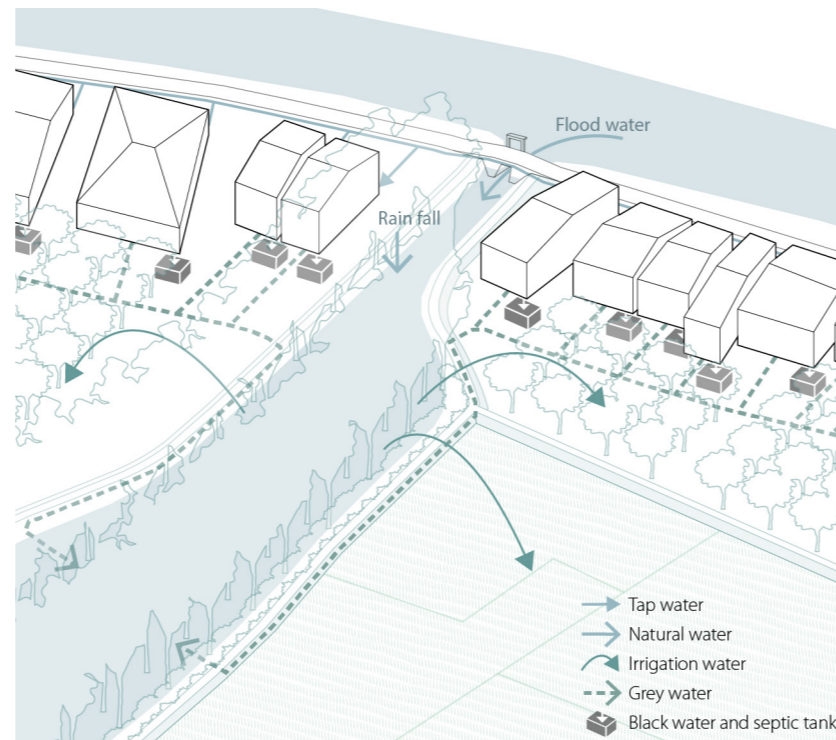 Flood water
Rain fall
Tap water
Natural water
Irrigation water
Grey water
Black water and septic tank